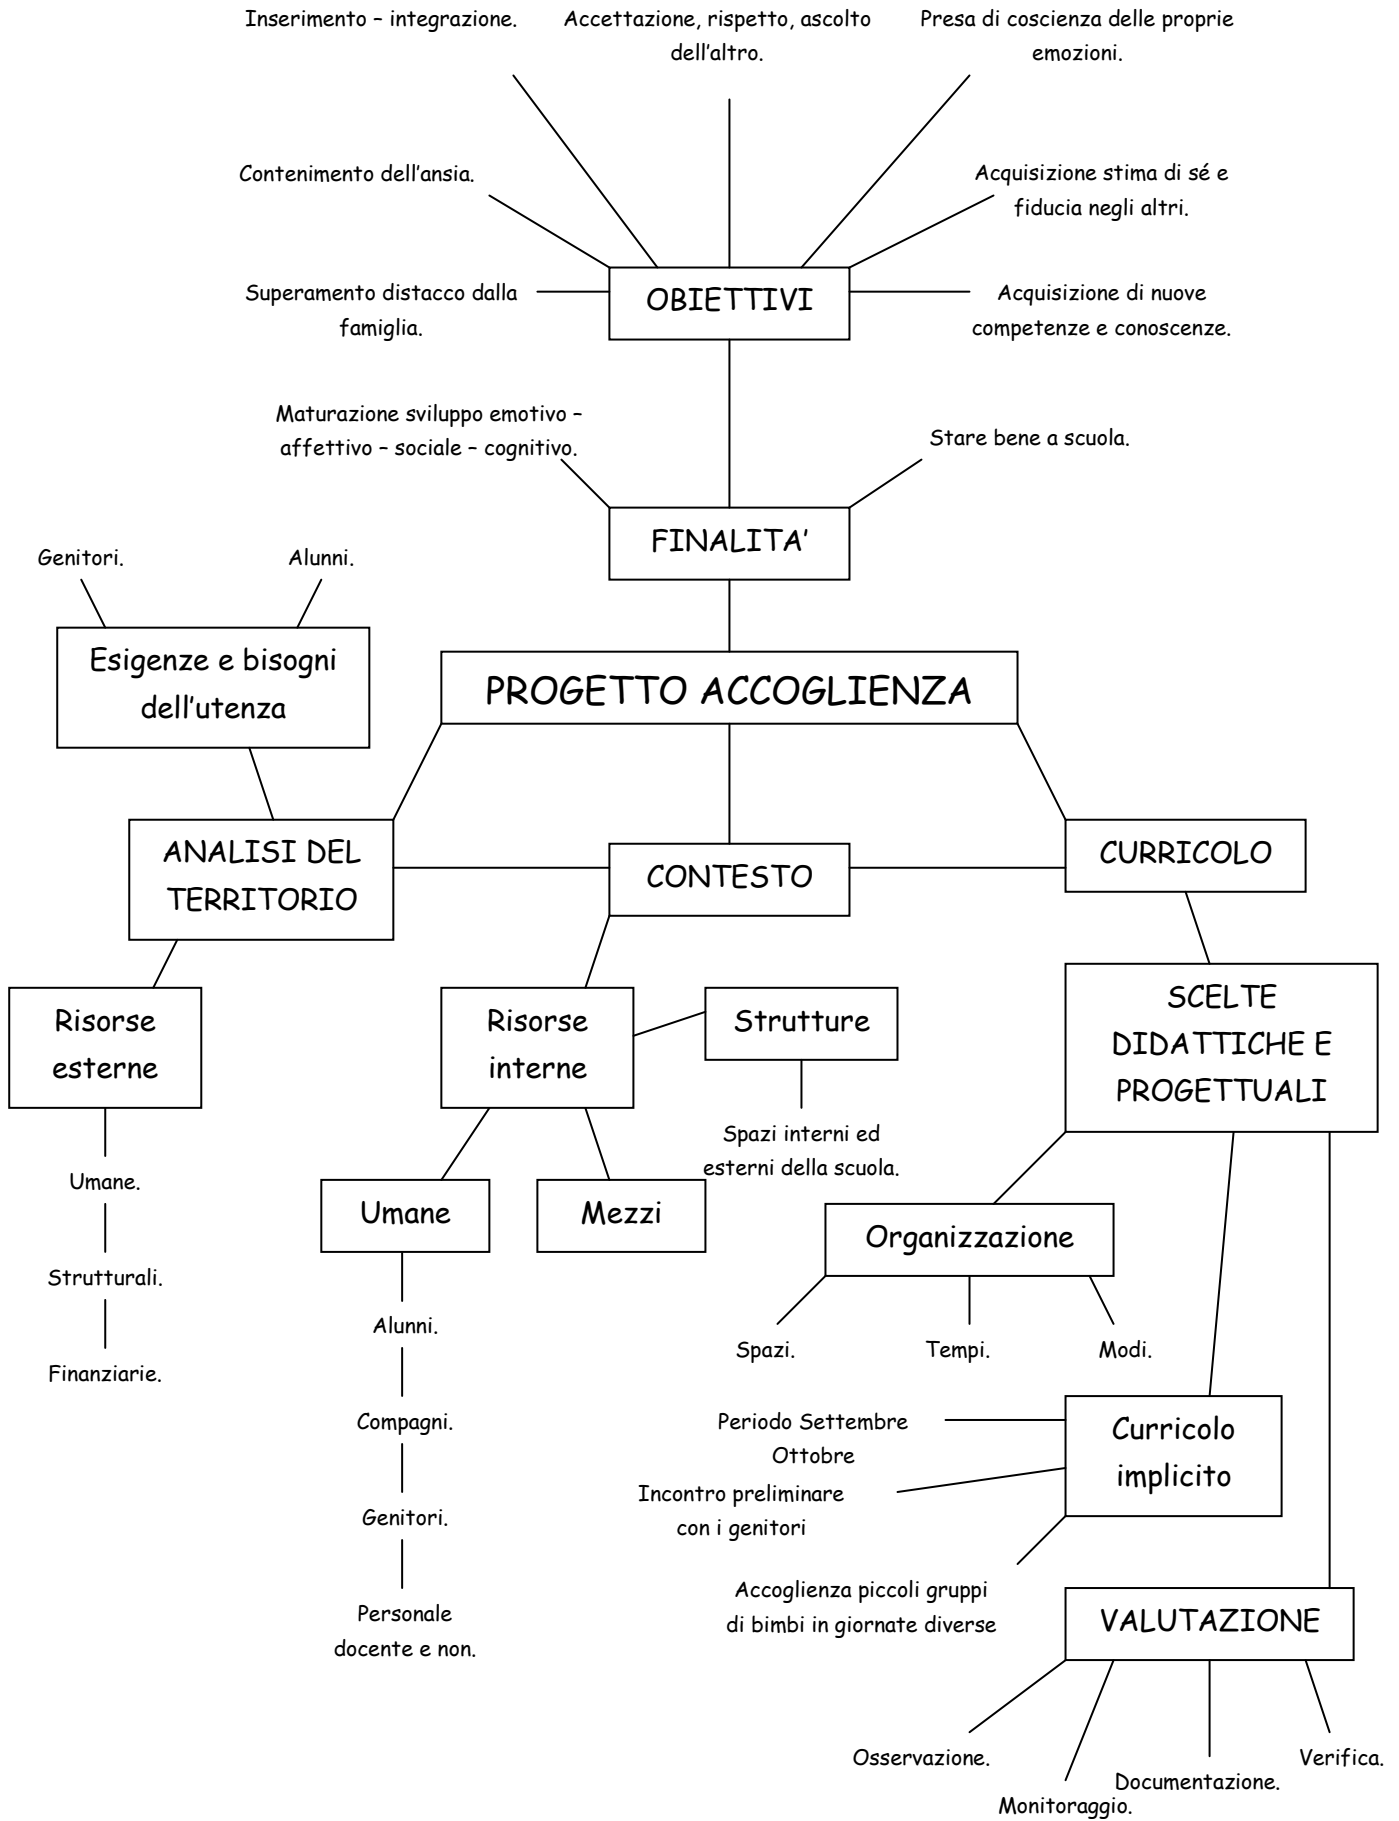 Inserimento – integrazione.
Accettazione, rispetto, ascolto
dell'altro.
Presa di coscienza delle proprie
emozioni.
Contenimento dell'ansia.
Acquisizione stima di sé e
fiducia negli altri.
Superamento distacco dalla
famiglia.
OBIETTIVI
Acquisizione di nuove
competenze e conoscenze.
Maturazione sviluppo emotivo –
affettivo – sociale – cognitivo.
Stare bene a scuola.
FINALITA'
Genitori.
Alunni.
Esigenze e bisogni
dell'utenza
PROGETTO ACCOGLIENZA
ANALISI DEL
TERRITORIO
CONTESTO
CURRICOLO
Risorse
esterne
Risorse
interne
Strutture
SCELTE
DIDATTICHE E
PROGETTUALI
Spazi interni ed
esterni della scuola.
Umane.
Strutturali.
Finanziarie.
Umane
Mezzi
Organizzazione
Alunni.
Compagni.
Genitori.
Personale
docente e non.
Spazi.
Tempi.
Modi.
Periodo Settembre
Ottobre
Incontro preliminare
con i genitori
Curricolo
implicito
Accoglienza piccoli gruppi
di bimbi in giornate diverse
VALUTAZIONE
Osservazione.
Monitoraggio.
Documentazione.
Verifica.